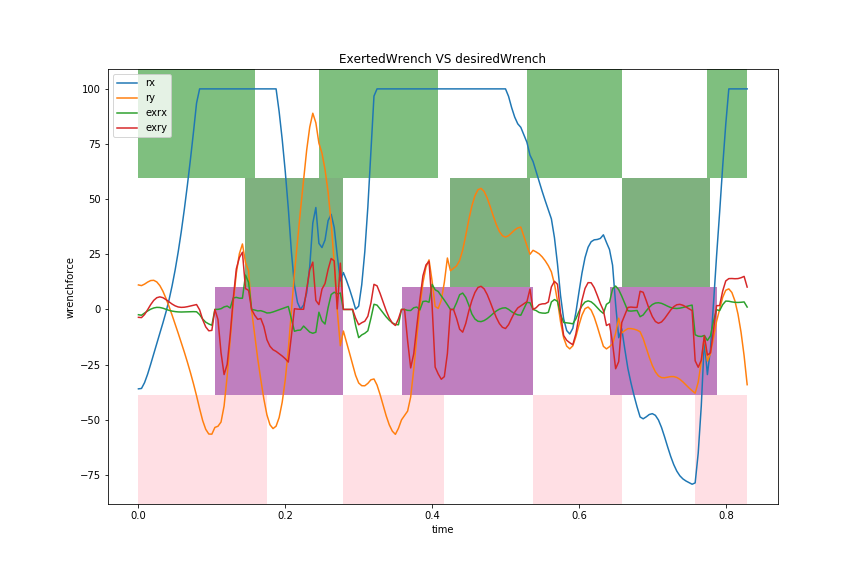 ExertedWrench VS desiredWrench
rx
ry
exrx
exry
100
75
50
25
0
−25
−50
−75
wrenchforce
0.0 0.2 0.4 0.6 0.8
time